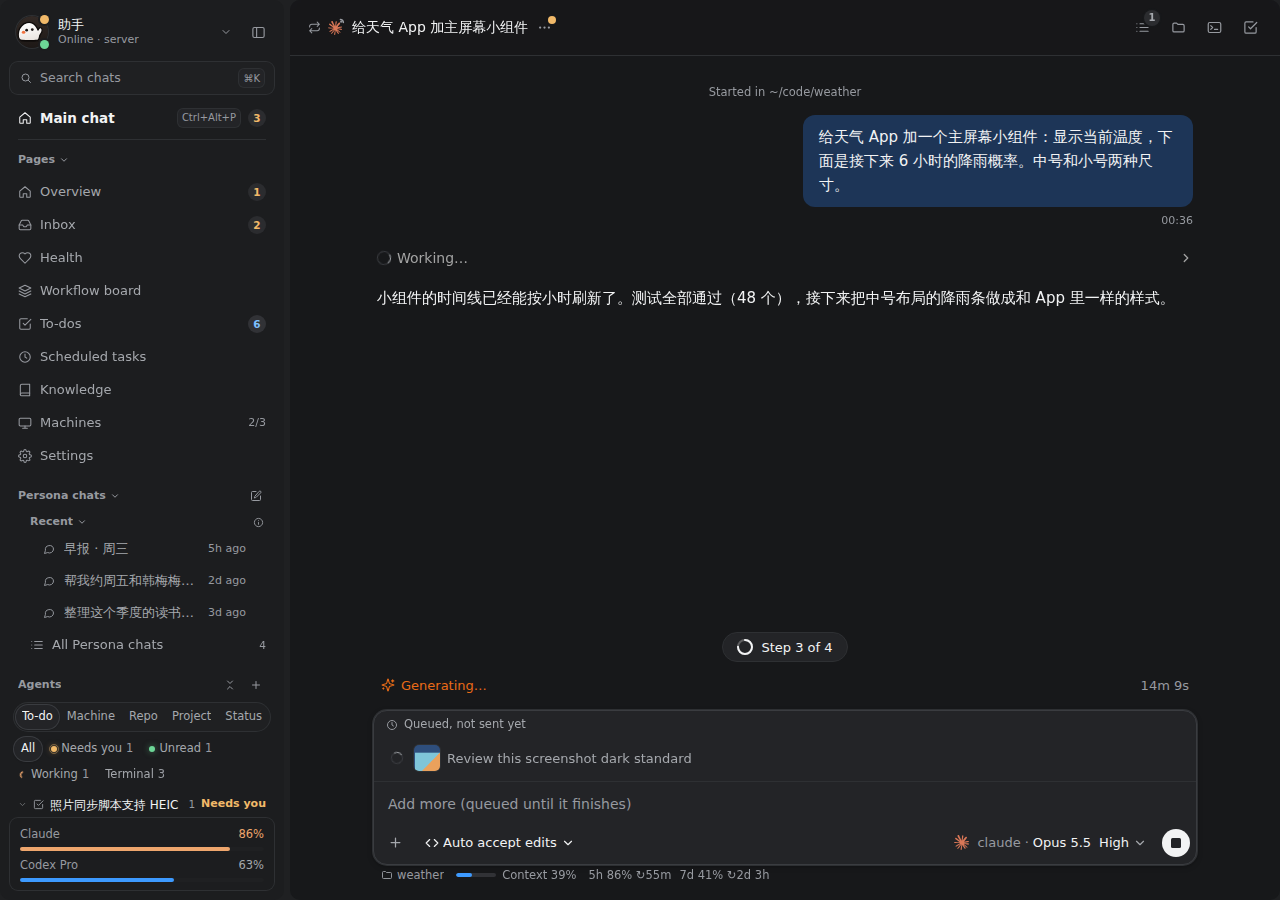 助手
Online · server
Search chats ⌘K
Main chat Ctrl+Alt+P 3
Pages
Overview 1
Inbox 2
Health
Workflow board
To-dos 6
Scheduled tasks
Knowledge
Machines 2/3
Settings
Persona chats
Recent
早报 · 周三 5h ago
帮我约周五和韩梅梅… 2d ago
整理这个季度的读书… 3d ago
All Persona chats 4
Agents
To-do Machine Repo Project Status
All Needs you 1 Unread 1
Working 1 Terminal 3
照片同步脚本支持 HEIC 1 Needs you
Claude 86%
Codex Pro 63%
给天气 App 加主屏幕小组件 ···
1
Started in ~/code/weather
给天气 App 加一个主屏幕小组件：显示当前温度，下
面是接下来 6 小时的降雨概率。中号和小号两种尺
寸。
00:36
Working…
小组件的时间线已经能按小时刷新了。测试全部通过（48 个），接下来把中号布局的降雨条做成和 App 里一样的样式。
Step 3 of 4
Generating… 14m 9s
Queued, not sent yet
Review this screenshot dark standard
Add more (queued until it finishes)
Auto accept edits claude · Opus 5.5 High
weather Context 39% 5h 86% ↻55m 7d 41% ↻2d 3h